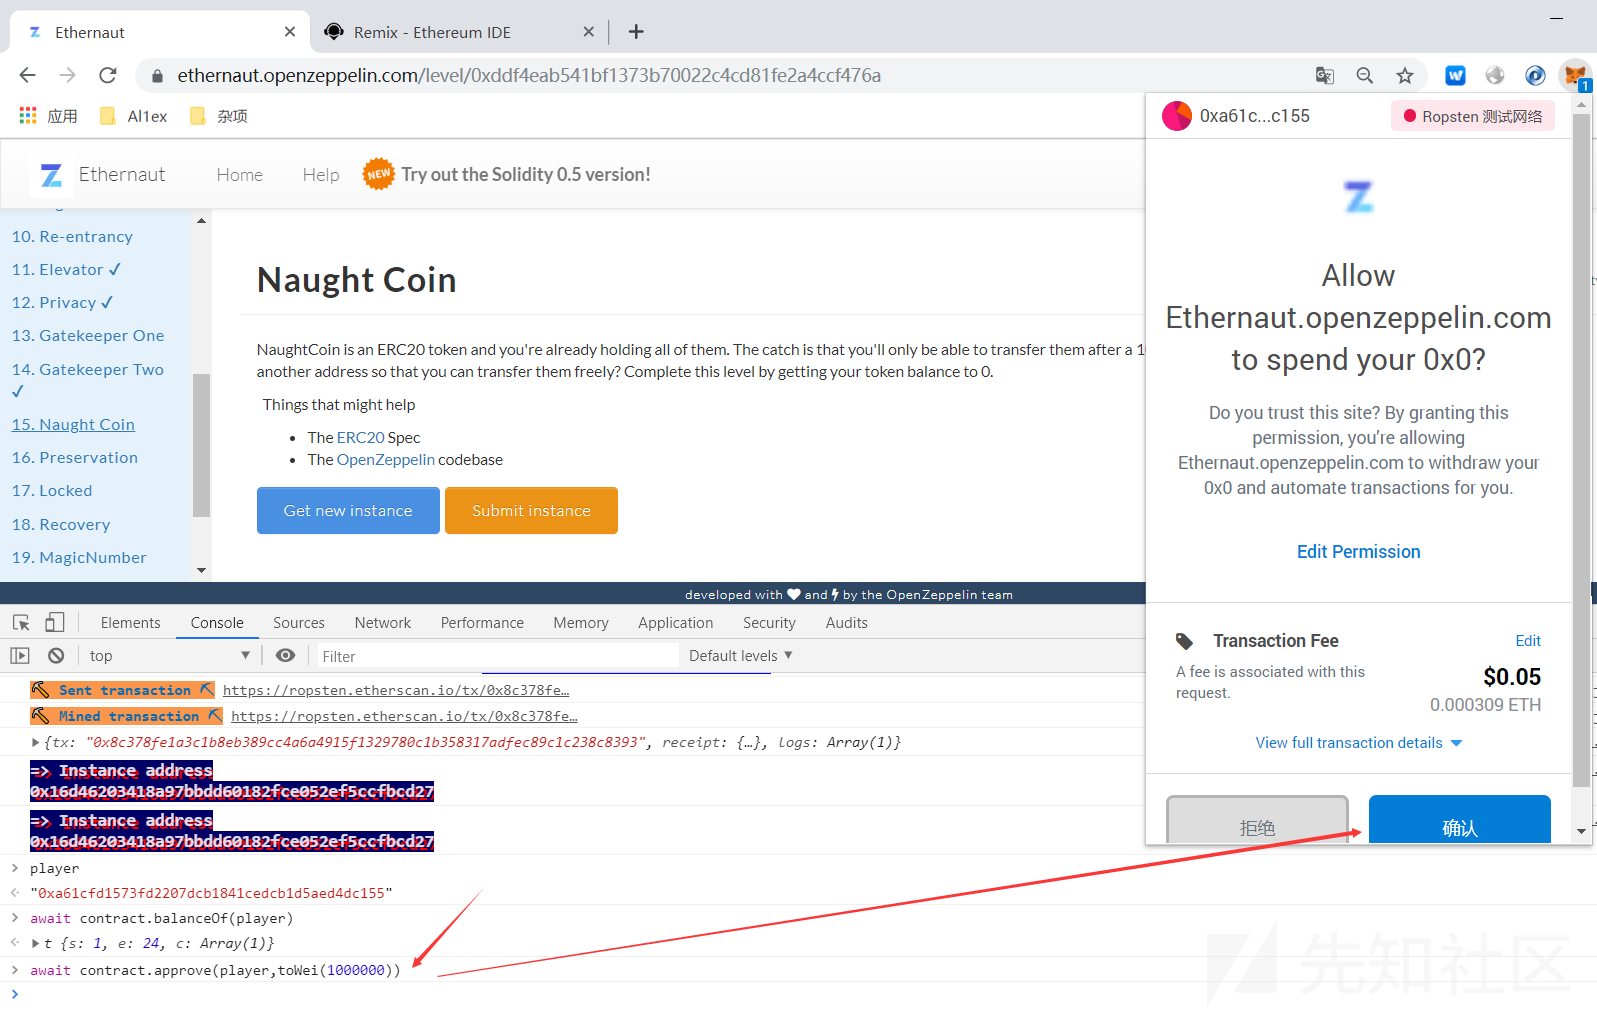 Ethernaut
Remix - Ethereum IDE
ethernaut.openzeppelin.com/level/0xddf4eab541bf1373b70022c4cd81fe2a4ccf476a
应用
Al1ex
杂项
1
0xa61c...c155
Ropsten 测试网络
Ethernaut
Home
Help
NEW
Try out the Solidity 0.5 version!
10. Re-entrancy
11. Elevator ✓
12. Privacy ✓
13. Gatekeeper One
14. Gatekeeper Two
✓
15. Naught Coin
16. Preservation
17. Locked
18. Recovery
19. MagicNumber
Naught Coin
NaughtCoin is an ERC20 token and you're already holding all of them. The catch is that you'll only be able to transfer them after a 1
another address so that you can transfer them freely? Complete this level by getting your token balance to 0.
Things that might help
• The ERC20 Spec
• The OpenZeppelin codebase
Get new instance
Submit instance
developed with ❤ and by the OpenZeppelin team
Allow
Ethernaut.openzeppelin.com
to spend your 0x0?
Do you trust this site? By granting this
permission, you're allowing
Ethernaut.openzeppelin.com to withdraw your
0x0 and automate transactions for you.
Edit Permission
Transaction Fee
Edit
A fee is associated with this
request.
$0.05
0.000309 ETH
View full transaction details
拒绝
确认
Elements
Console
Sources
Network
Performance
Memory
Application
Security
Audits
top
Filter
Default levels ▼
Sent transaction
https://ropsten.etherscan.io/tx/0x8c378fe…
Mined transaction
https://ropsten.etherscan.io/tx/0x8c378fe…
{tx: "0x8c378fe1a3c1b8eb389cc4a6a4915f1329780c1b358317adfec89c1c238c8393", receipt: {…}, logs: Array(1)}
=> Instance address
0x16d46203418a97bbdd60182fce052ef5ccfbcd27
=> Instance address
0x16d46203418a97bbdd60182fce052ef5ccfbcd27
> player
"0xa61cfd1573fd2207dcb1841cedcb1d5aed4dc155"
> await contract.balanceOf(player)
t {s: 1, e: 24, c: Array(1)}
> await contract.approve(player,toWei(1000000))
>
先知社区